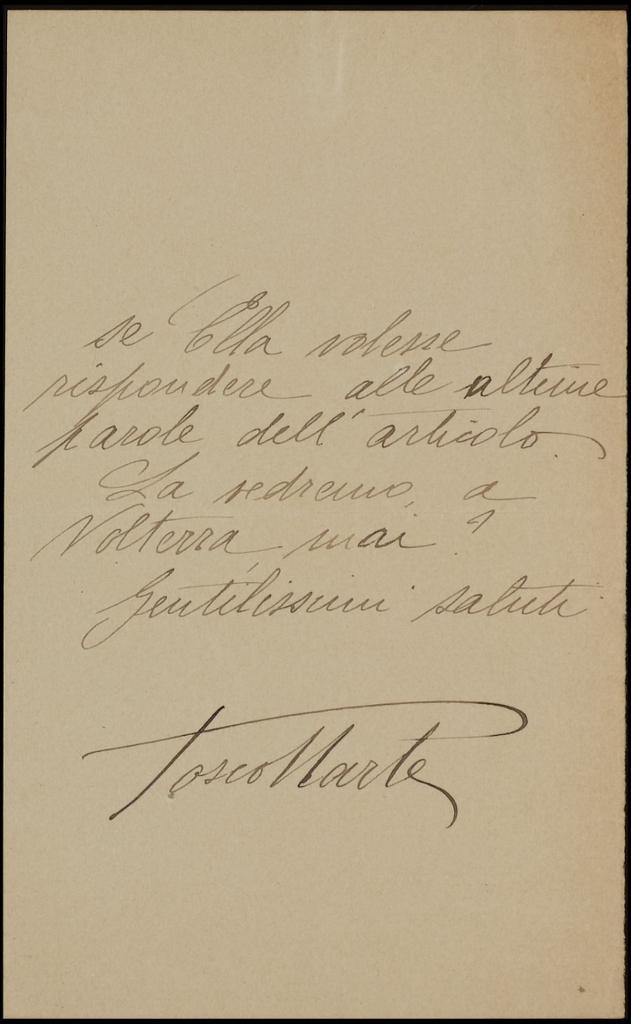 se Ella volesse
rispondere alle ultime
parole dell'articolo.
La vedremo, a
Volterra, mai?
Gentilissimi saluti
Tosco Marte